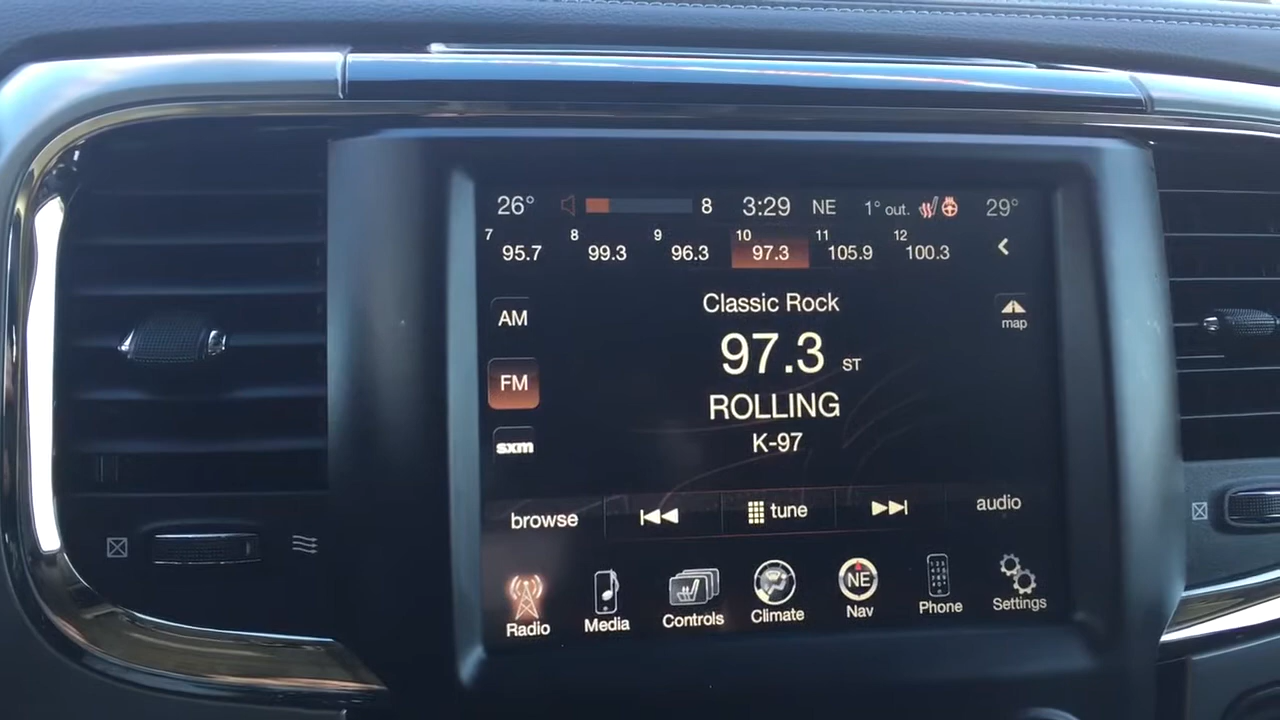 26° 8 3:29 NE 1° out. 29°
7 8 9 10 11 12
95.7 99.3 96.3 97.3 105.9 100.3
Classic Rock
AM
map
97.3 ST
FM
ROLLING
K-97
sxm
browse tune audio
NE
Radio Media Controls Climate Nav Phone Settings